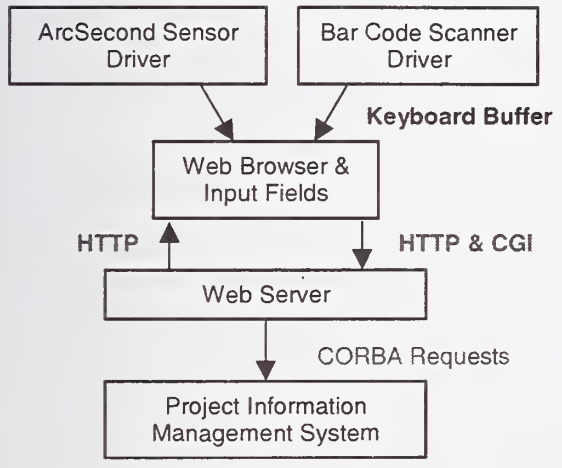 ArcSecond Sensor
Driver
Bar Code Scanner
Driver
Keyboard Buffer
Web Browser &
Input Fields
HTTP
HTTP & CGI
Web Server
CORBA Requests
Project Information
Management System